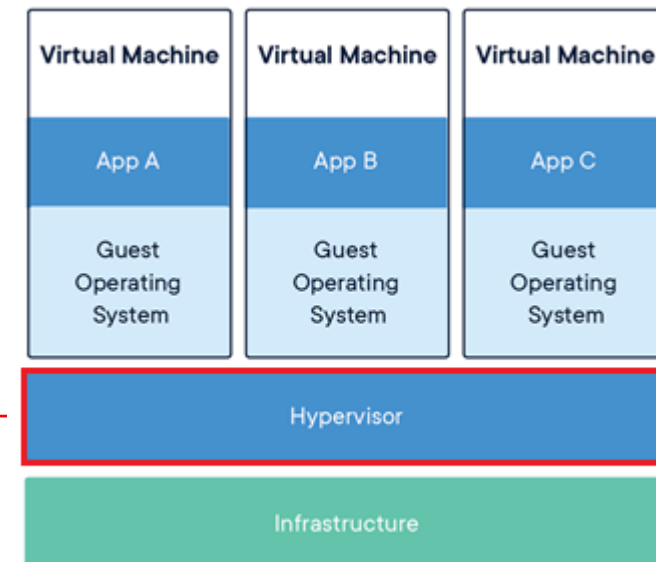 Virtual Machine
Virtual Machine
Virtual Machine
App A
App B
App C
Guest
Operating
System
Guest
Operating
System
Guest
Operating
System
Hypervisor
Infrastructure